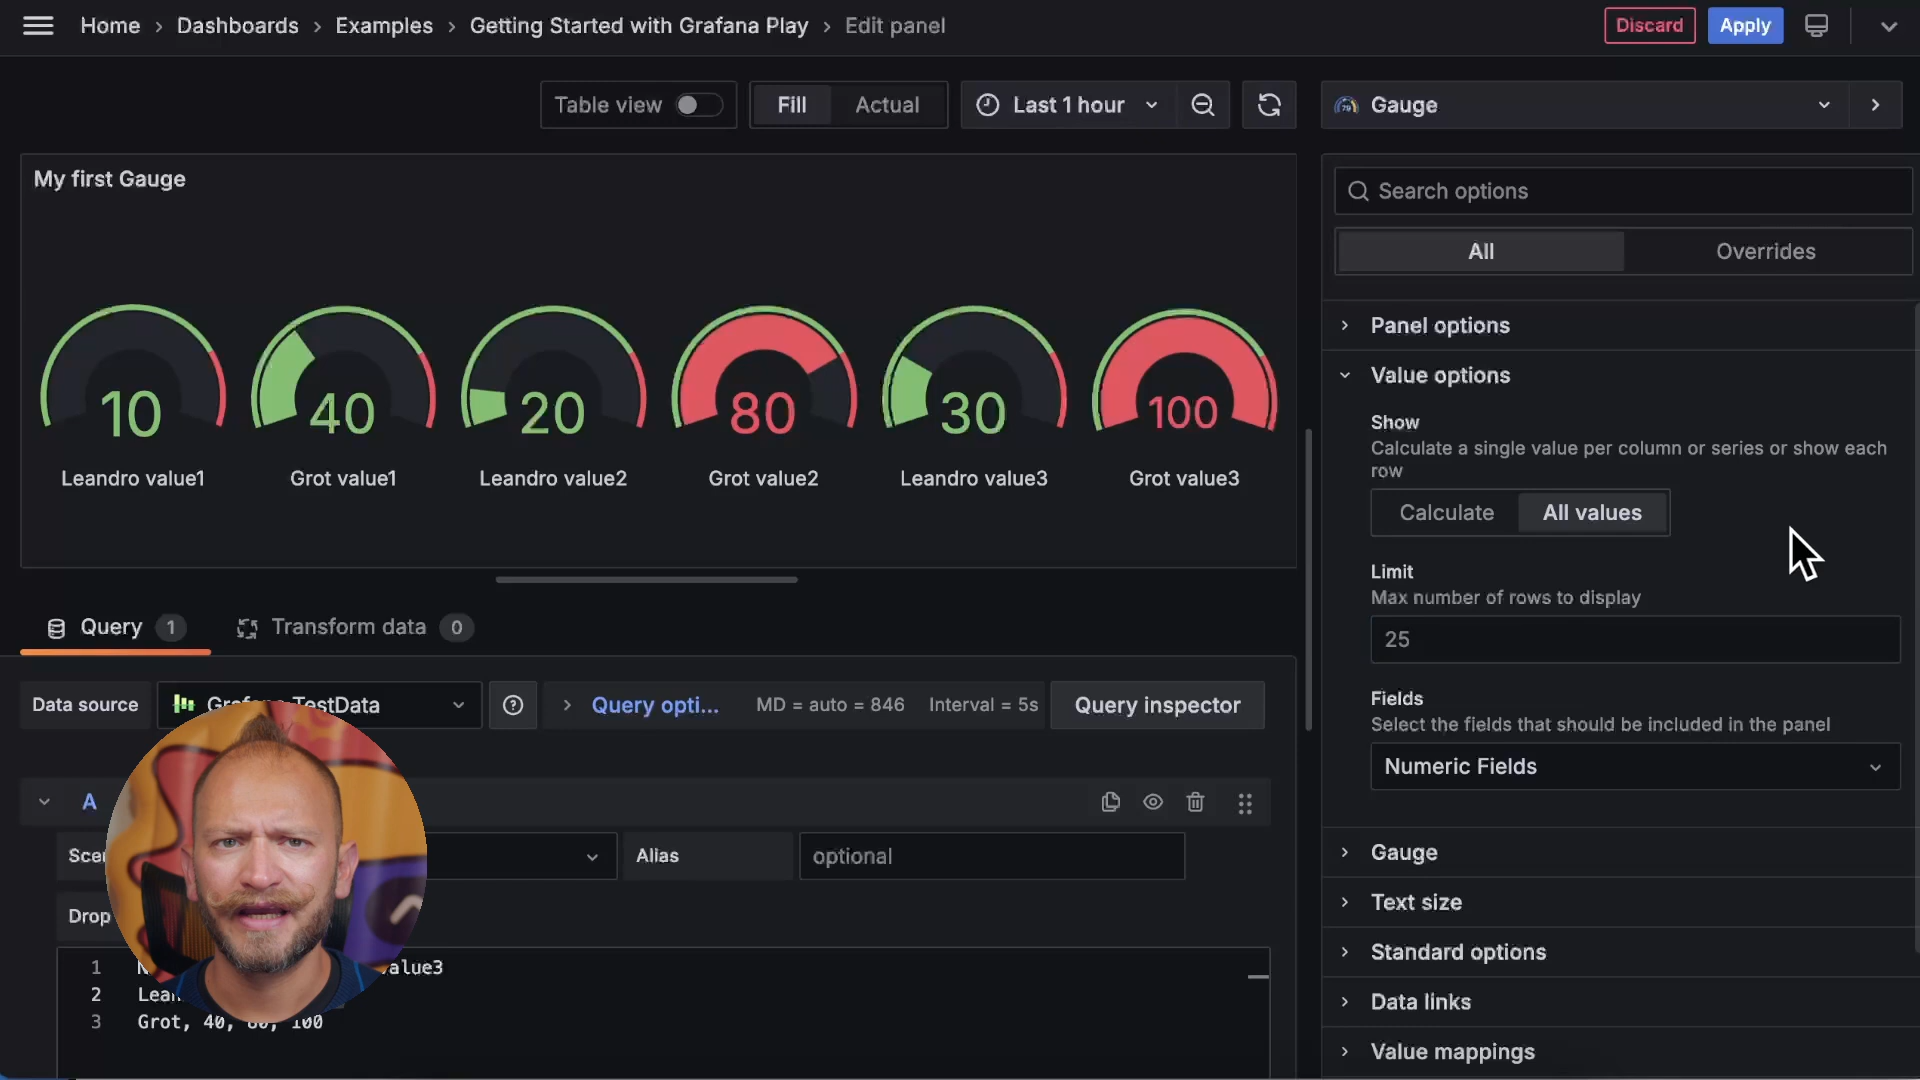 Home › Dashboards › Examples › Getting Started with Grafana Play › Edit panel
Discard Apply
Table view Fill Actual Last 1 hour
Gauge
My first Gauge
Search options
All Overrides
10 40 20 80 30 100
Leandro value1 Grot value1 Leandro value2 Grot value2 Leandro value3 Grot value3
Query 1 Transform data 0
Data source TestData Query opti... MD = auto = 846 Interval = 5s Query inspector
A
Alias optional
Drop
1 value3
2
3 Grot, 40, 100
Panel options
Value options
Show
Calculate a single value per column or series or show each
row
Calculate All values
Limit
Max number of rows to display
25
Fields
Select the fields that should be included in the panel
Numeric Fields
Gauge
Text size
Standard options
Data links
Value mappings